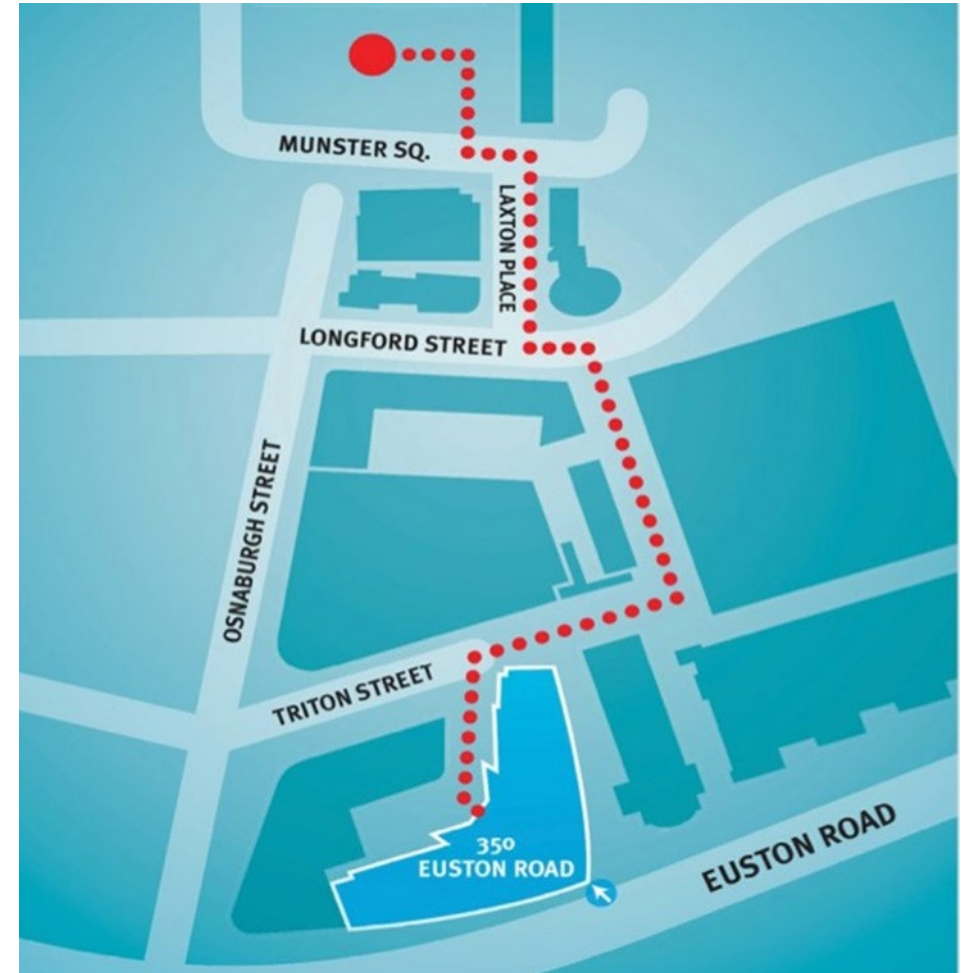 MUNSTER SQ.
LAXTON PLACE
LONGFORD STREET
OSNABURGH STREET
TRITON STREET
350
EUSTON ROAD
EUSTON ROAD